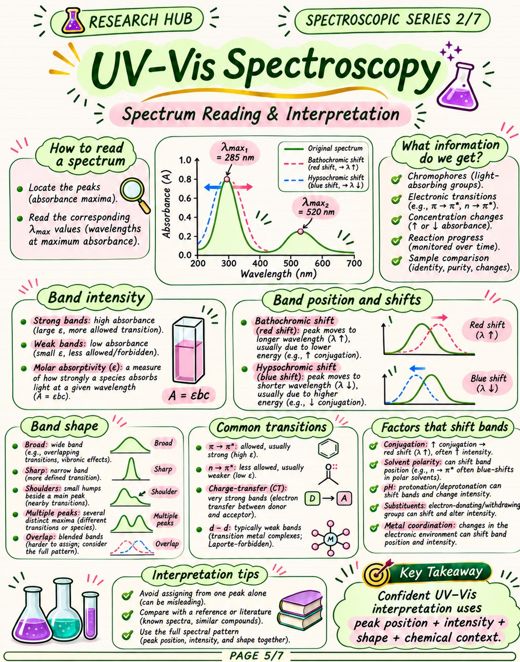 RESEARCH HUB
SPECTROSCOPIC SERIES 2/7
UV-Vis Spectroscopy
Spectrum Reading & Interpretation
How to read
a spectrum
Locate the peaks
(absorbance maxima).
Read the corresponding
λmax values (wavelengths
at maximum absorbance).
λmax₁
= 285 nm
Original spectrum
Bathochromic shift
(red shift, → λ↑)
Hypsochromic shift
(blue shift, → λ↓)
λmax₂
= 520 nm
Absorbance (A)
1.0
0.8
0.6
0.4
0.2
0.0
200 300 400 500 600 700
Wavelength (nm)
What information
do we get?
Chromophores (light-
absorbing groups).
Electronic transitions
(e.g., π → π*, n → π*).
Concentration changes
(↑ or ↓ absorbance).
Reaction progress
(monitored over time).
Sample comparison
(identity, purity, changes).
Band intensity
Strong bands: high absorbance
(large ε, more allowed transition).
Weak bands: low absorbance
(small ε, less allowed/forbidden).
Molar absorptivity (ε): a measure
of how strongly a species absorbs
light at a given wavelength
(A = εbc).
A = εbc
Band position and shifts
Bathochromic shift
(red shift): peak moves to
longer wavelength (λ↑),
usually due to lower
energy (e.g., ↑ conjugation).
Hypsochromic shift
(blue shift): peak moves to
shorter wavelength (λ↓),
usually due to higher
energy (e.g., ↓ conjugation).
Red shift
(λ↑)
Blue shift
(λ↓)
Band shape
Broad: wide band
(e.g., overlapping
transitions, vibronic effects).
Sharp: narrow band
(more defined transition).
Shoulders: small humps
beside a main peak
(nearby transitions).
Multiple peaks: several
distinct maxima (different
transitions or species).
Overlap: blended bands
(harder to assign; consider
the full pattern).
Broad
Sharp
Shoulder
Multiple
peaks
Overlap
Common transitions
π → π*: allowed, usually
strong (high ε).
n → π*: less allowed, usually
weaker (low ε).
Charge-transfer (CT):
very strong bands (electron
transfer between donor
and acceptor).
d – d: typically weak bands
(transition metal complexes;
Laporte-forbidden).
O
D → A
M
Factors that shift bands
Conjugation: ↑ conjugation →
red shift (λ↑), often ↑ intensity.
Solvent polarity: can shift band
position (e.g., n → π* often blue-shifts
in polar solvents).
pH: protonation/deprotonation can
shift bands and change intensity.
Substituents: electron-donating/withdrawing
groups can shift and alter intensity.
Metal coordination: changes in
the electronic environment can shift
band position and intensity.
Interpretation tips
Avoid assigning from one peak alone
(can be misleading).
Compare with a reference or literature
(known spectra, similar compounds).
Use the full spectral pattern
(peak position, intensity, and shape together).
Key Takeaway
Confident UV-Vis
interpretation uses
peak position + intensity +
shape + chemical context.
PAGE 5/7